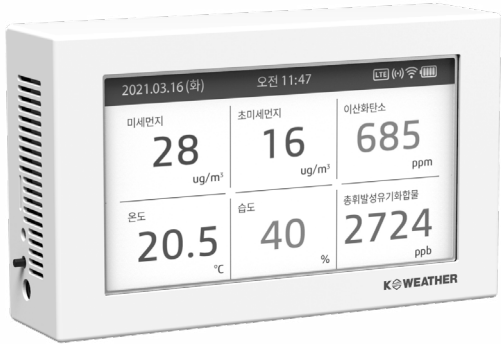 2021.03.16 (화) 오전 11:47 LTE
미세먼지 초미세먼지 이산화탄소
28 16 685
ug/m³ ug/m³ ppm
온도 습도 총휘발성유기화합물
20.5 40 2724
℃ % ppb
K WEATHER